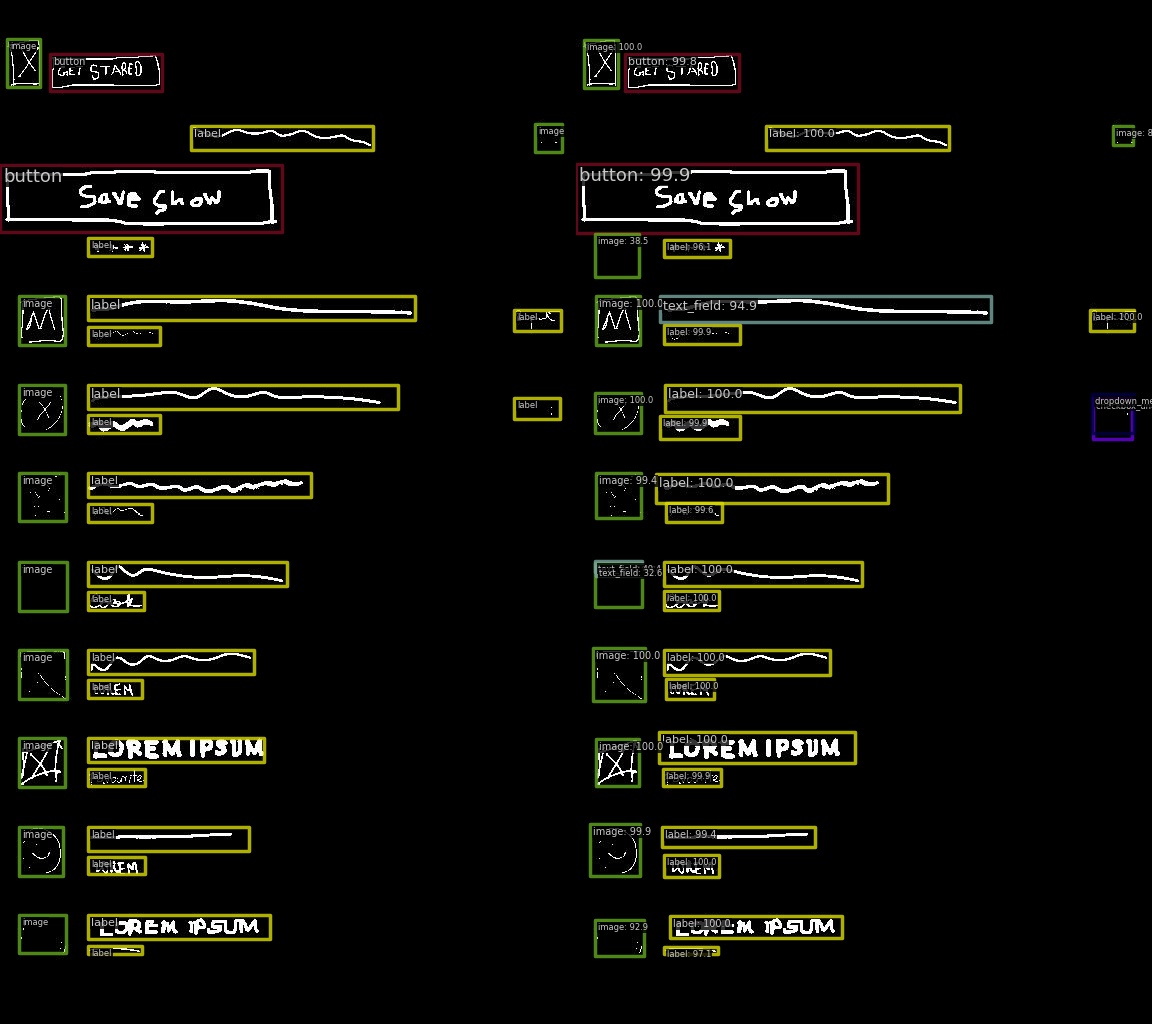 image image: 100.0
button GET STARED button: 99.8 GET STARED
label label: 100.0
image image: 8
button Save Show button: 99.9 Save Show
label ** label: 96.1 *
image: 38.5
image label image: 100.0 text_field: 94.9
label label label: 99.9 label: 100.0
image label image: 100.0 label: 100.0
label label label: 99.9 dropdown_me
image label image: 99.4 label: 100.0
label label: 99.6
image label text_field: 32.6 label: 100.0
label label: 100.0
image label image: 100.0 label: 100.0
label LOREM label: 100.0
image label LOREM IPSUM image: 100.0 label: 100.0 LOREM IPSUM
label label: 99.9
image label image: 99.9 label: 99.4
label LOREM label: 100.0 LOREM
image label LOREM IPSUM image: 92.9 label: 100.0 LOREM IPSUM
label label: 97.1